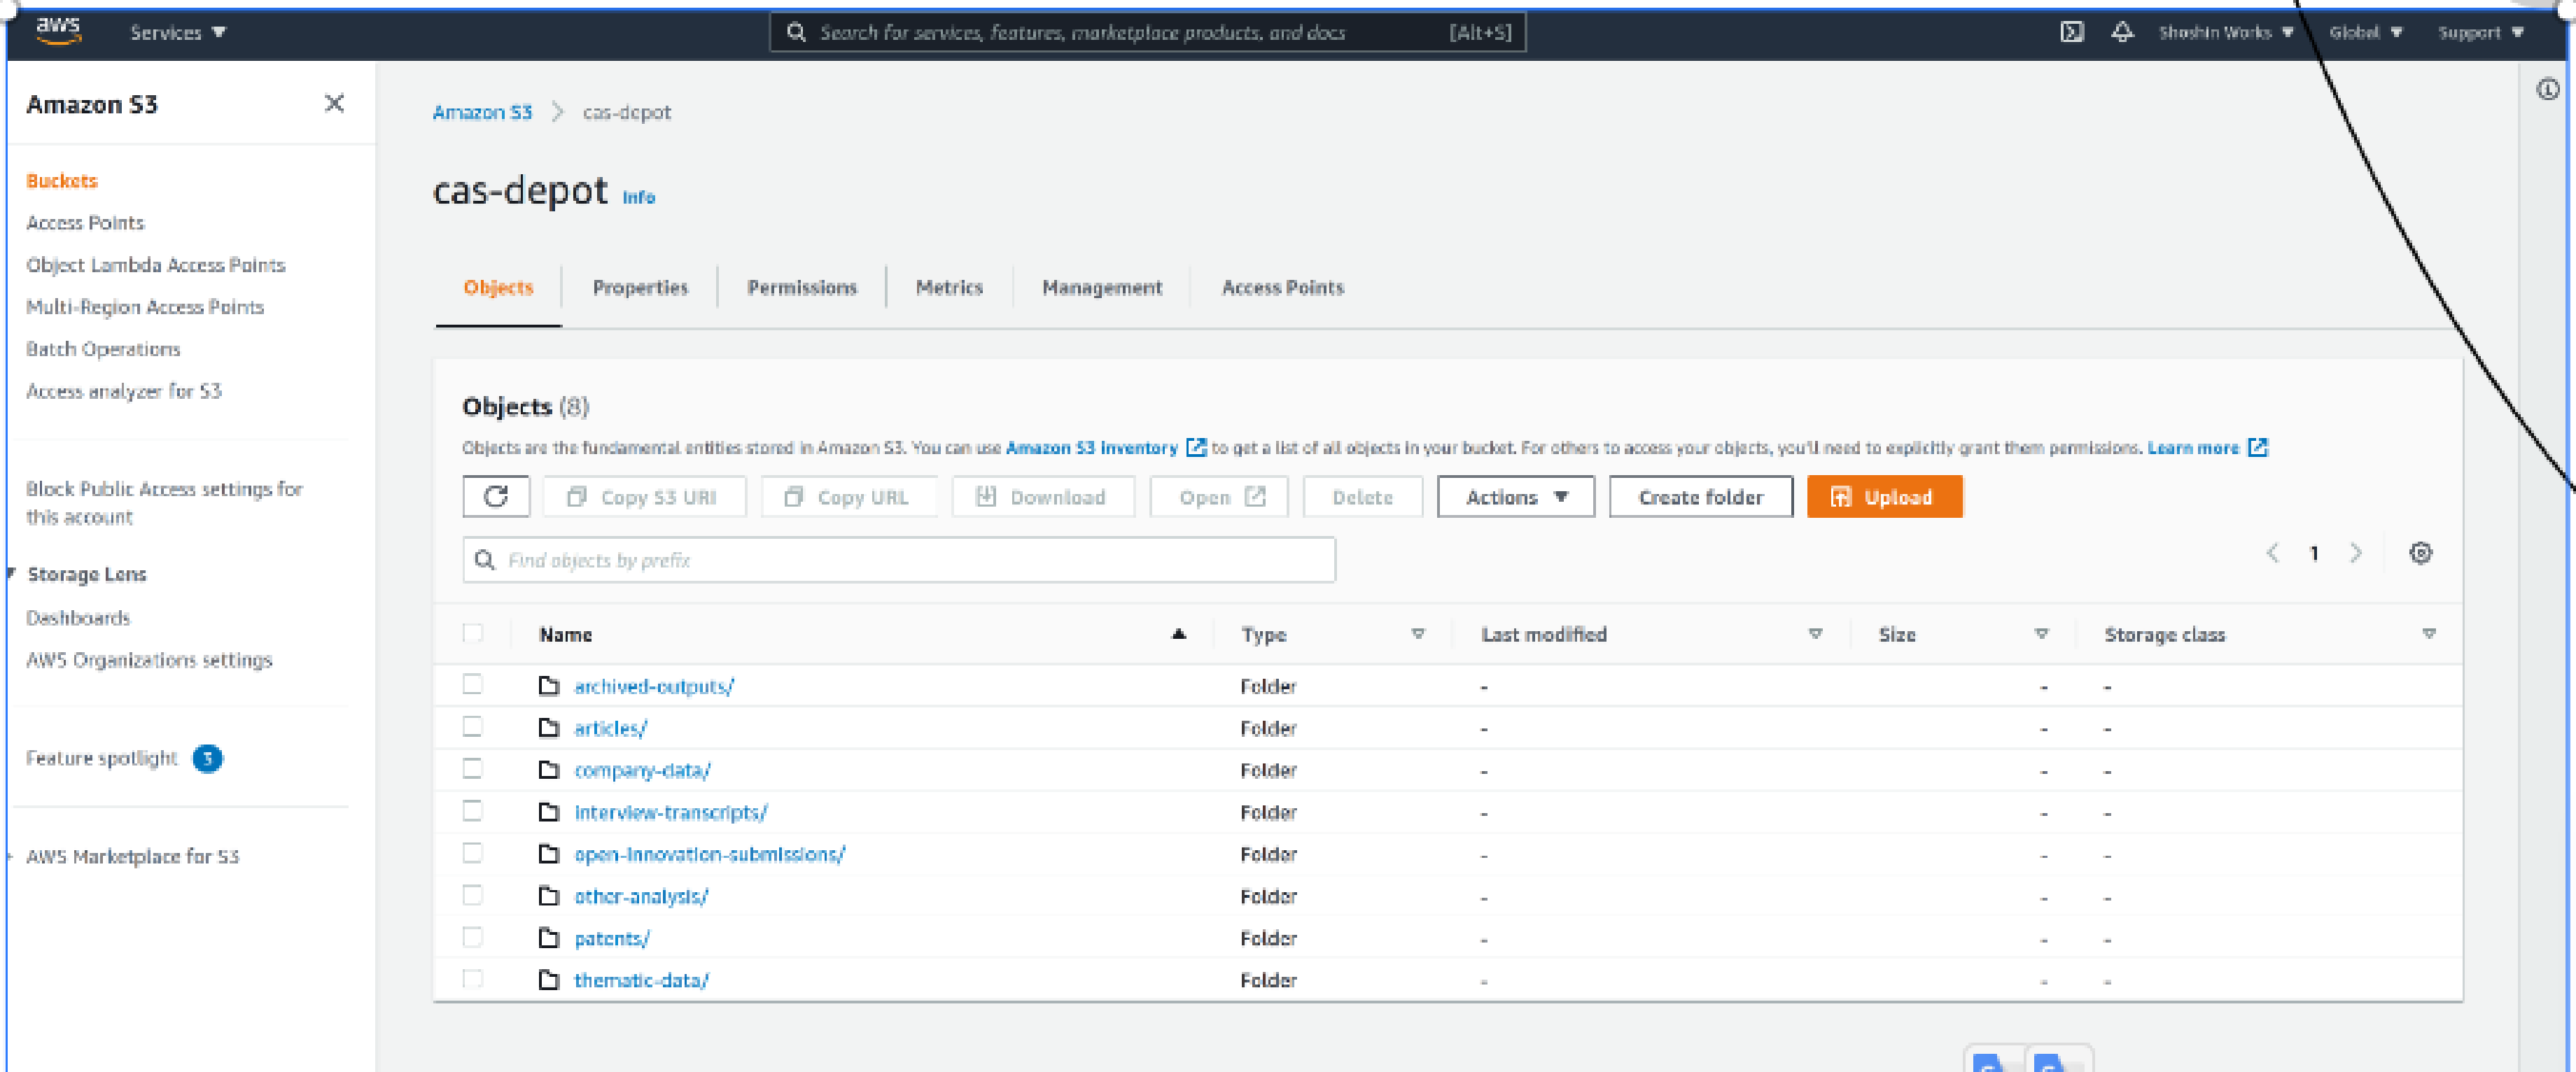 aws Services Search for services, features, marketplace products, and docs [Alt+S] Shoshin Works Global Support
Amazon S3
Buckets
Access Points
Object Lambda Access Points
Multi-Region Access Points
Batch Operations
Access analyzer for S3
Block Public Access settings for
this account
Storage Lens
Dashboards
AWS Organizations settings
Feature spotlight 3
AWS Marketplace for S3
Amazon S3 > cas-depot
cas-depot Info
Objects Properties Permissions Metrics Management Access Points
Objects (8)
Objects are the fundamental entities stored in Amazon S3. You can use Amazon S3 inventory to get a list of all objects in your bucket. For others to access your objects, you'll need to explicitly grant them permissions. Learn more
Copy S3 URI Copy URL Download Open Delete Actions Create folder Upload
Find objects by prefix < 1 >
Name Type Last modified Size Storage class
archived-outputs/ Folder - - -
articles/ Folder - - -
company-data/ Folder - - -
interview-transcripts/ Folder - - -
open-innovation-submissions/ Folder - - -
other-analysis/ Folder - - -
patents/ Folder - - -
thematic-data/ Folder - - -